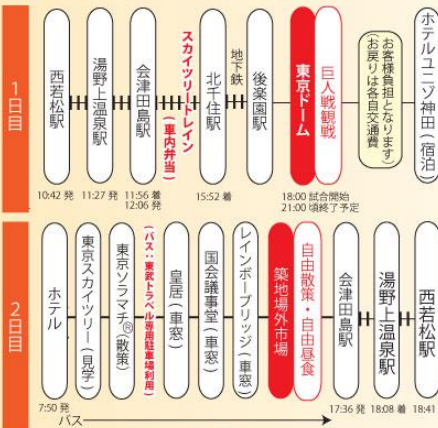 1日目
西若松駅
10:42 発
湯野上温泉駅
11:27 発
会津田島駅
11:56 着
12:06 発
スカイツリートレイン
(車内弁当)
北千住駅
15:52 着
地下鉄
後楽園駅
東京ドーム
巨人戦観戦
18:00 試合開始
21:00 頃終了予定
お客様負担となります)
(お戻りは各自交通費
ホテルユニゾ神田(宿泊)
2日目
ホテル
7:50 発
東京スカイツリー(見学)
東京ソラマチ®(散策)
(バス:東武トラベル専用駐車場利用)
皇居(車窓)
国会議事堂(車窓)
レインボーブリッジ(車窓)
築地場外市場
自由散策・自由昼食
バス
会津田島駅
17:36 発
湯野上温泉駅
18:08 着
西若松駅
18:41